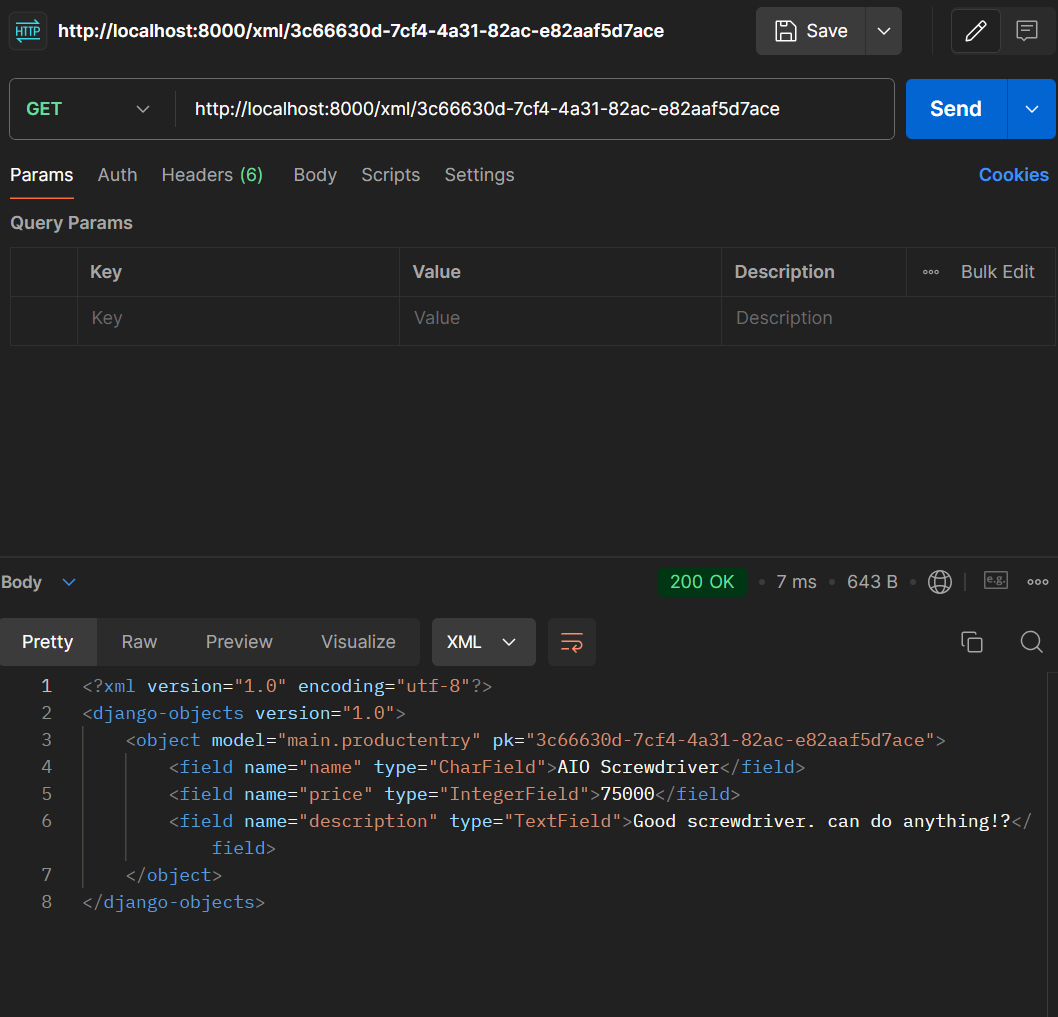 HTTP http://localhost:8000/xml/3c66630d-7cf4-4a31-82ac-e82aaf5d7ace Save
GET http://localhost:8000/xml/3c66630d-7cf4-4a31-82ac-e82aaf5d7ace Send
Params Auth Headers (6) Body Scripts Settings Cookies
Query Params
Key Value Description Bulk Edit
Key Value Description
Body 200 OK 7 ms 643 B e.g.
Pretty Raw Preview Visualize XML
1 <?xml version="1.0" encoding="utf-8"?>
2 <django-objects version="1.0">
3 <object model="main.productentry" pk="3c66630d-7cf4-4a31-82ac-e82aaf5d7ace">
4 <field name="name" type="CharField">AIO Screwdriver</field>
5 <field name="price" type="IntegerField">75000</field>
6 <field name="description" type="TextField">Good screwdriver. can do anything!?</
field>
7 </object>
8 </django-objects>